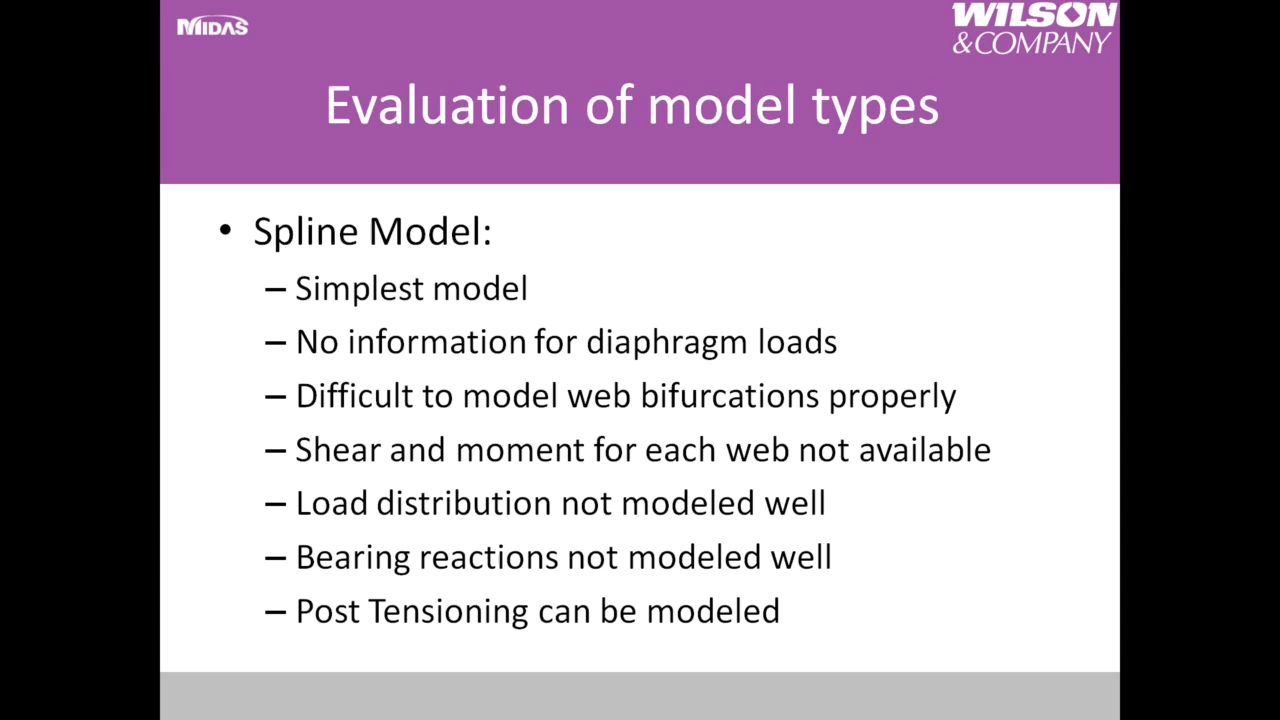 MIDAS
WILSON
&COMPANY
Evaluation of model types
• Spline Model:
– Simplest model
– No information for diaphragm loads
– Difficult to model web bifurcations properly
– Shear and moment for each web not available
– Load distribution not modeled well
– Bearing reactions not modeled well
– Post Tensioning can be modeled